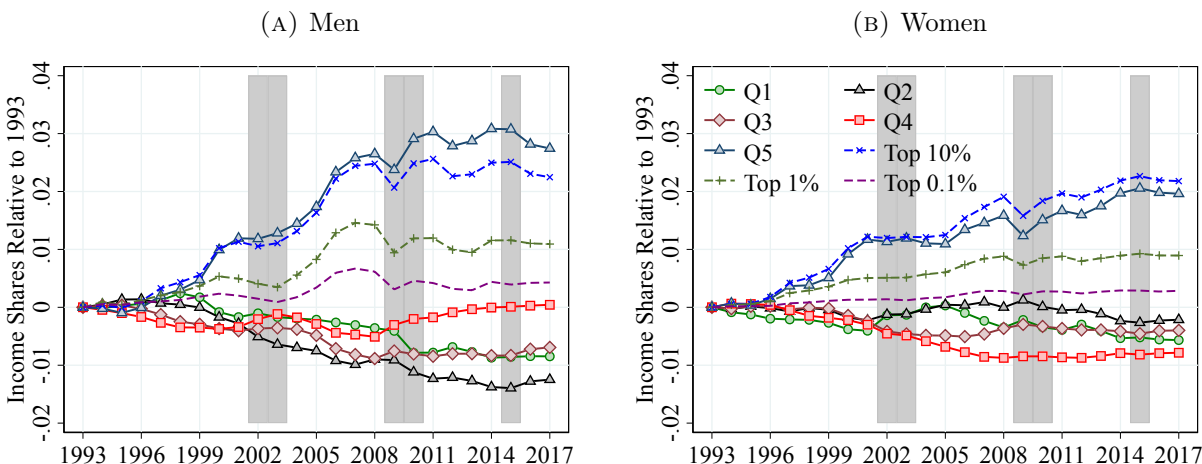 (A) Men
Income Shares Relative to 1993
.04
.03
.02
.01
0
-.01
-.02
1993 1996 1999 2002 2005 2008 2011 2014 2017
(B) Women
Income Shares Relative to 1993
.04
.03
.02
.01
0
-.01
-.02
Q1 Q2
Q3 Q4
Q5 Top 10%
Top 1% Top 0.1%
1993 1996 1999 2002 2005 2008 2011 2014 2017